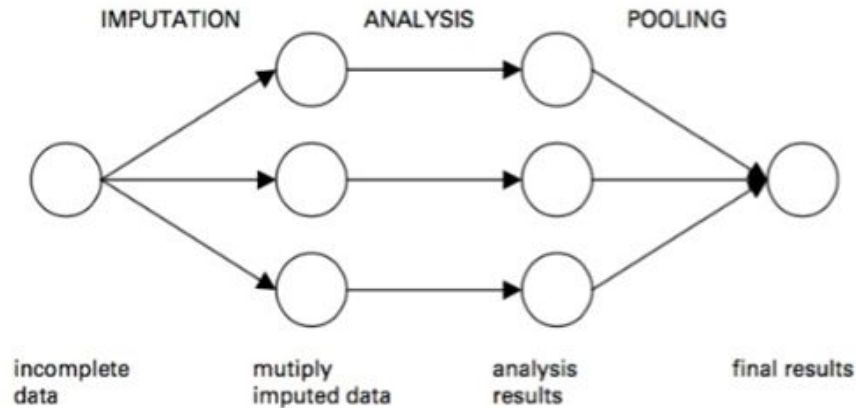 IMPUTATION ANALYSIS POOLING
incomplete mutiply analysis final results
data imputed data results